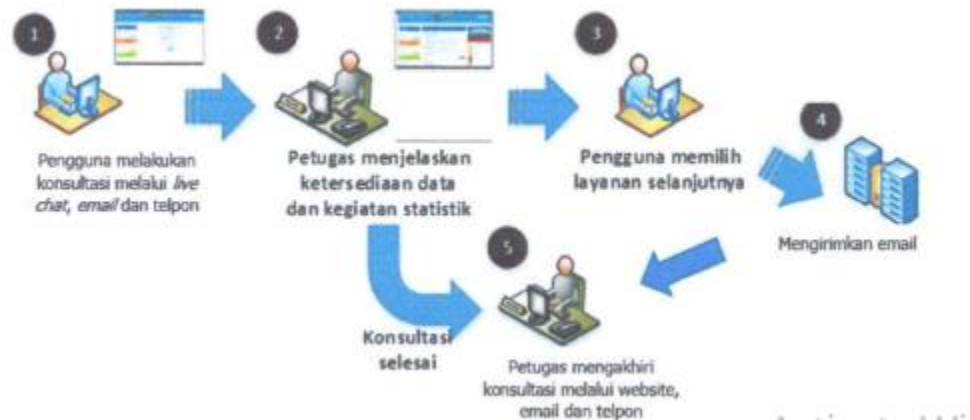 1
Pengguna melakukan
konsultasi melalui live
chat, email dan telpon
2
Petugas menjelaskan
ketersediaan data
dan kegiatan statistik
3
Pengguna memilih
layanan selanjutnya
4
Mengirimkan email
Konsultasi
selesai
5
Petugas mengakhiri
konsultasi melalui website,
email dan telpon